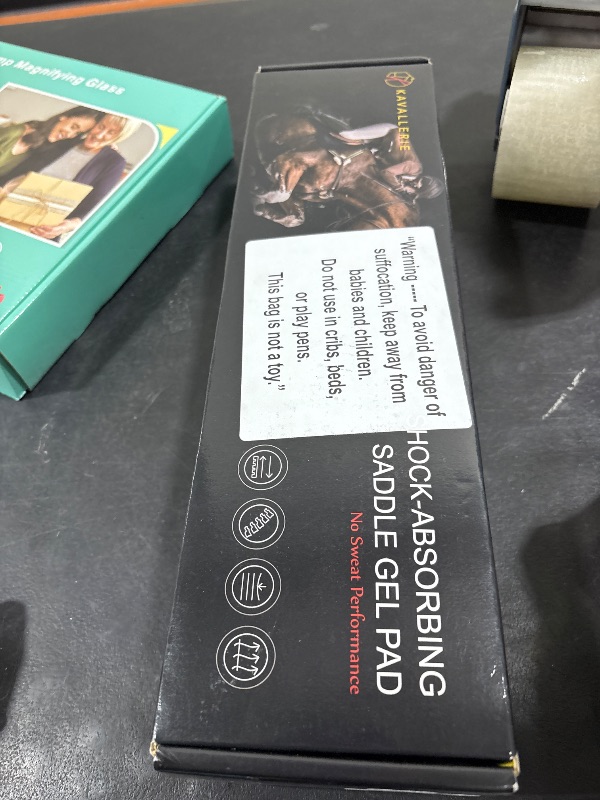 Magnifying Glass
KAVALLERIE
"Warning ----- To avoid danger of
suffocation, keep away from
babies and children.
Do not use in cribs, beds,
or play pens.
This bag is not a toy."
HOCK-ABSORBING
SADDLE GEL PAD
No Sweat Performance